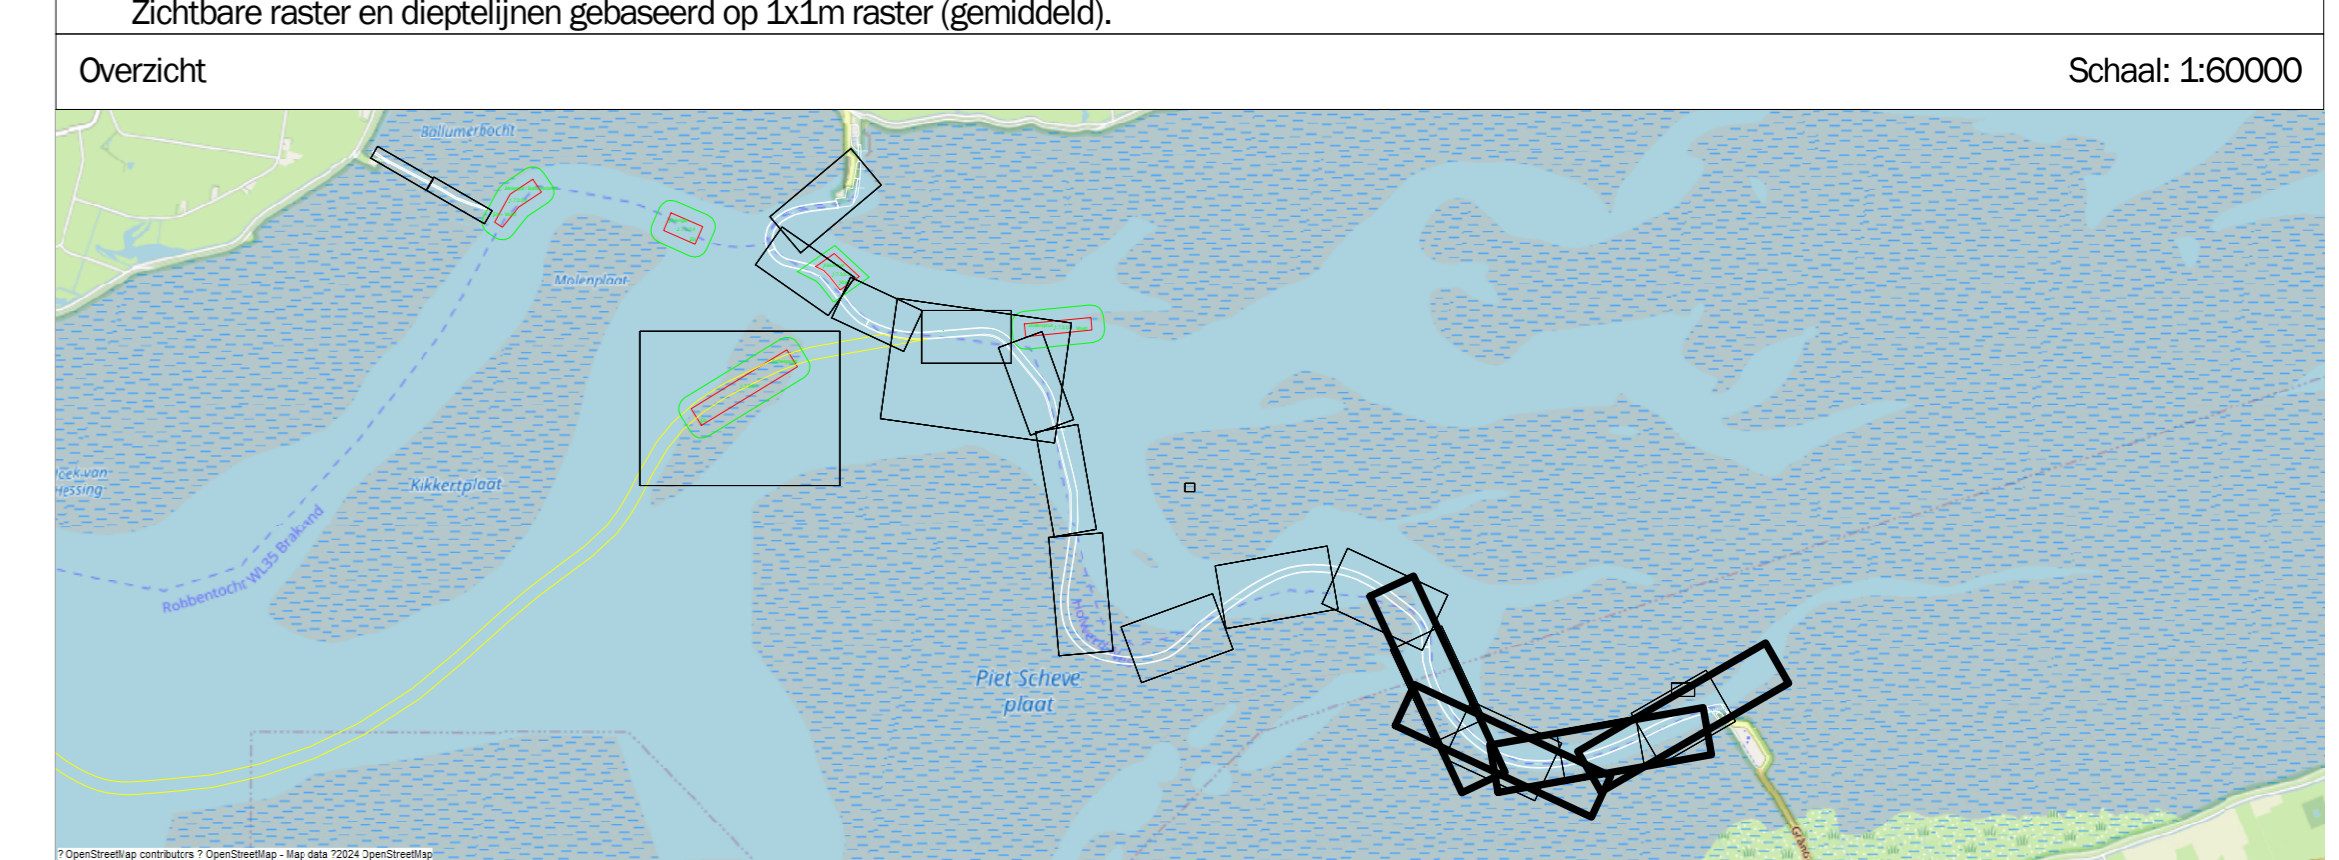 Zichtbare raster en dieptelijnen gebaseerd op 1x1m raster (gemiddeld).
Overzicht
Schaal: 1:60000
Ballumerbocht
Molenplaat
Kikkertplaat
Robbentocht WL35 Brakzand
Piet Scheve
plaat
? OpenStreetMap contributors ? OpenStreetMap - Map data ?2024 OpenStreetMap